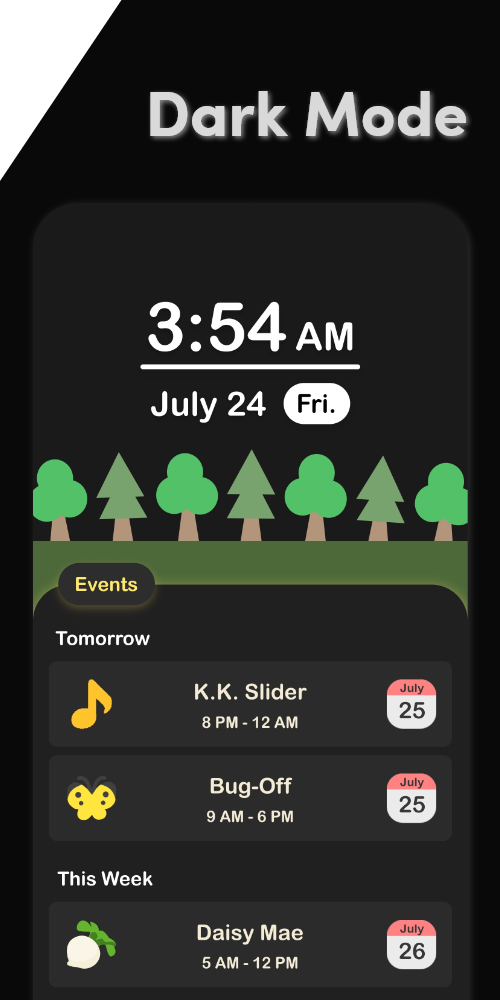 Dark Mode
3:54 AM
July 24 Fri.
Events
Tomorrow
K.K. Slider
8 PM - 12 AM
July
25
Bug-Off
9 AM - 6 PM
July
25
This Week
Daisy Mae
5 AM - 12 PM
July
26